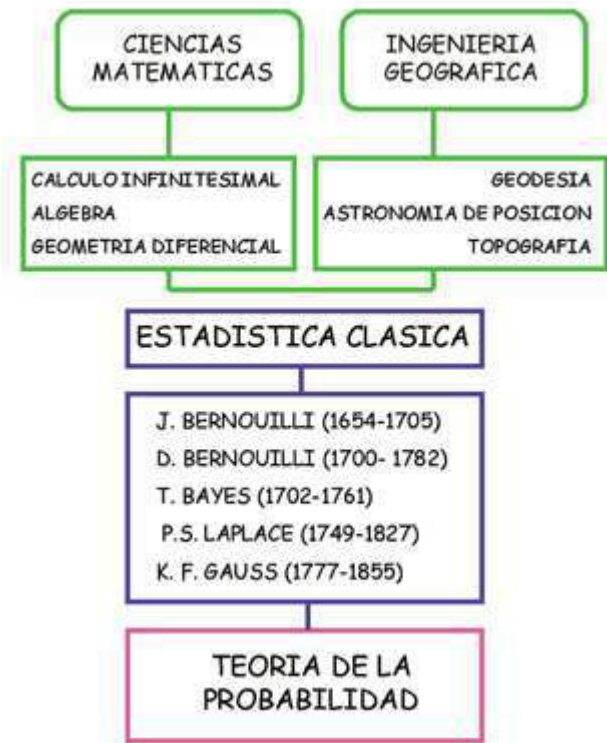 CIENCIAS
MATEMATICAS
INGENIERIA
GEOGRAFICA
CALCULO INFINITESIMAL
ALGEBRA
GEOMETRIA DIFERENCIAL
GEODESIA
ASTRONOMIA DE POSICION
TOPOGRAFIA
ESTADISTICA CLASICA
J. BERNOUILLI (1654-1705)
D. BERNOUILLI (1700- 1782)
T. BAYES (1702-1761)
P.S. LAPLACE (1749-1827)
K. F. GAUSS (1777-1855)
TEORIA DE LA
PROBABILIDAD